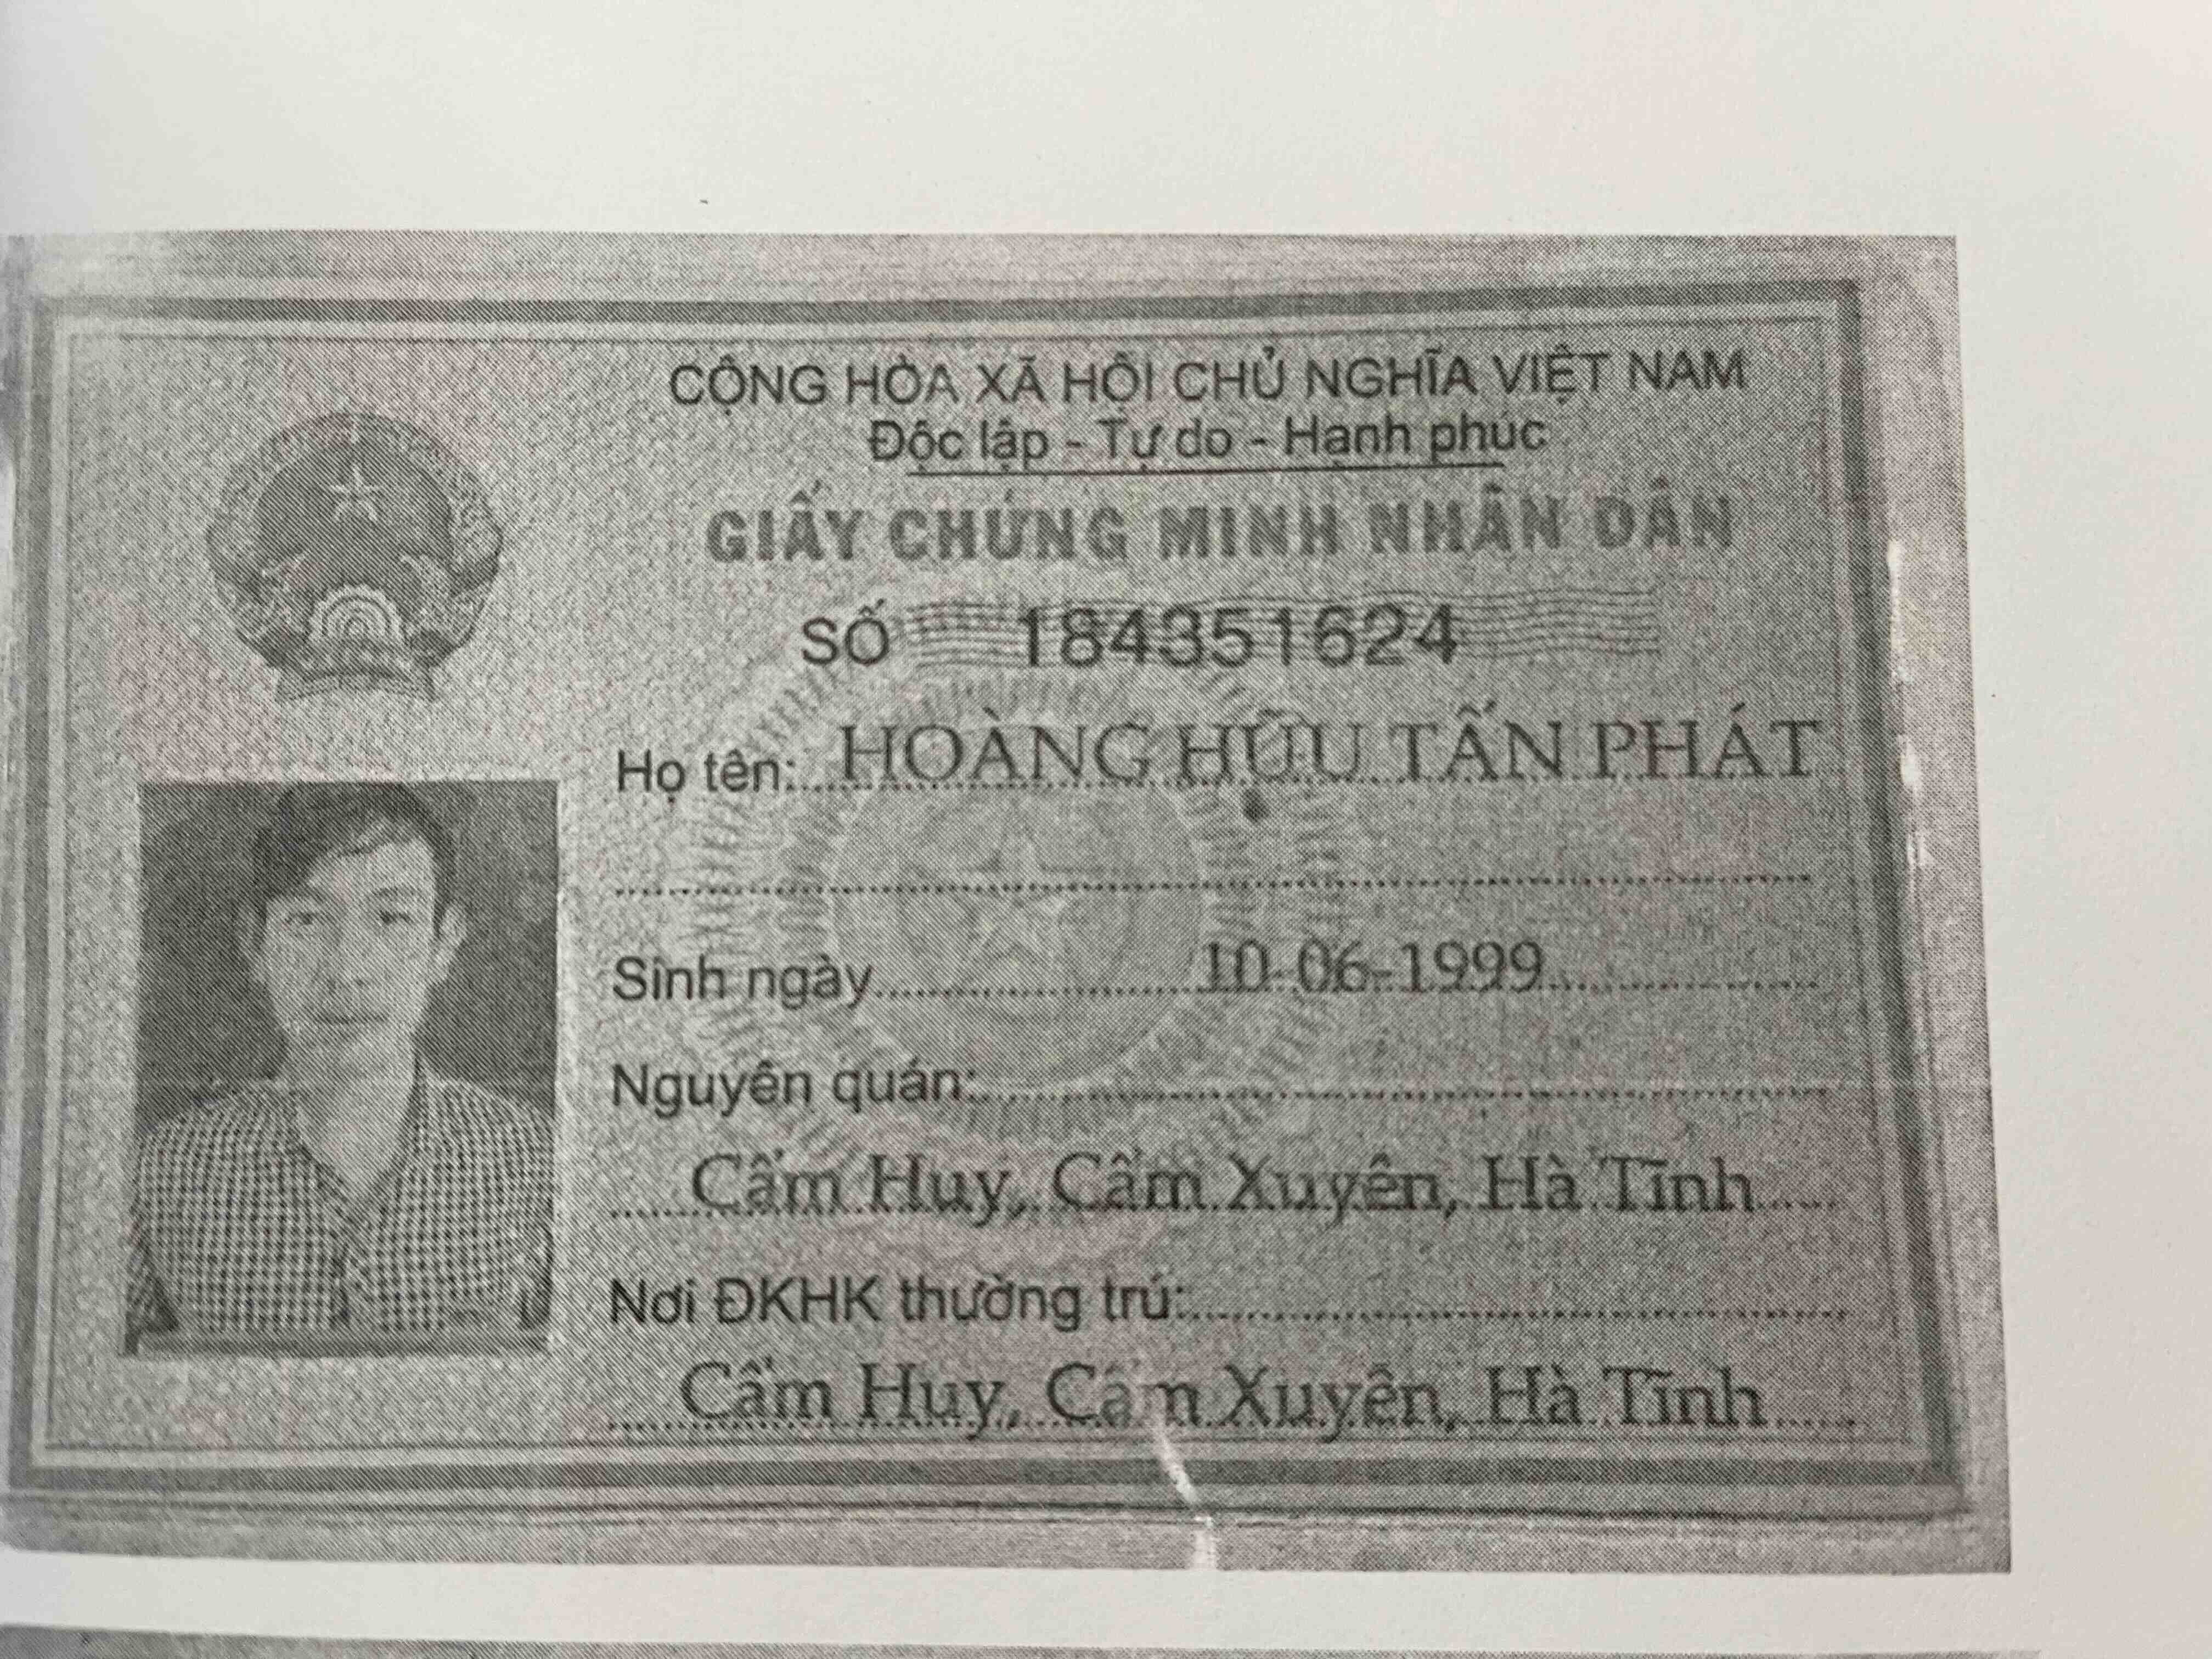 CỘNG HÒA XÃ HỘI CHỦ NGHĨA VIỆT NAM
Độc lập - Tự do - Hạnh phúc
GIẤY CHỨNG MINH NHÂN DÂN
SỐ 184351624
Họ tên: HOÀNG HỮU TẤN PHÁT
Sinh ngày 10-06-1999
Nguyên quán:
Cẩm Huy, Cẩm Xuyên, Hà Tĩnh
Nơi ĐKHK thường trú:
Cẩm Huy, Cẩm Xuyên, Hà Tĩnh